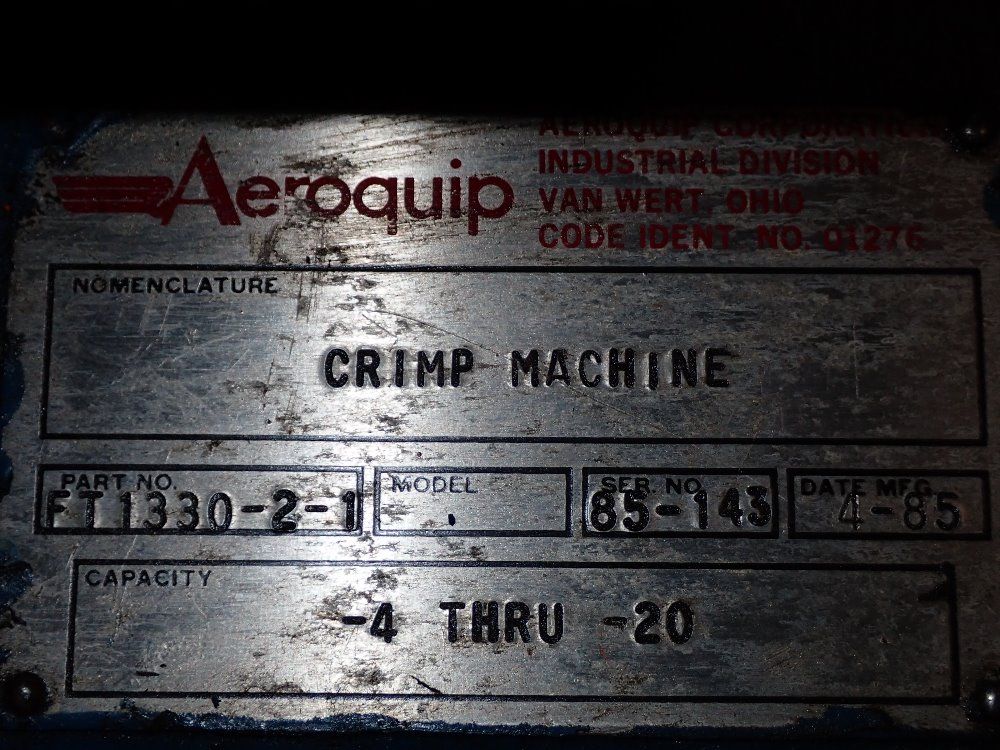 Aeroquip
AEROQUIP CORPORATION
INDUSTRIAL DIVISION
VAN WERT, OHIO
CODE IDENT. NO. 01276
NOMENCLATURE
CRIMP MACHINE
PART NO.
FT1330-2-1
MODEL
SER. NO.
85-143
DATE MFG.
4-85
CAPACITY
-4 THRU -20